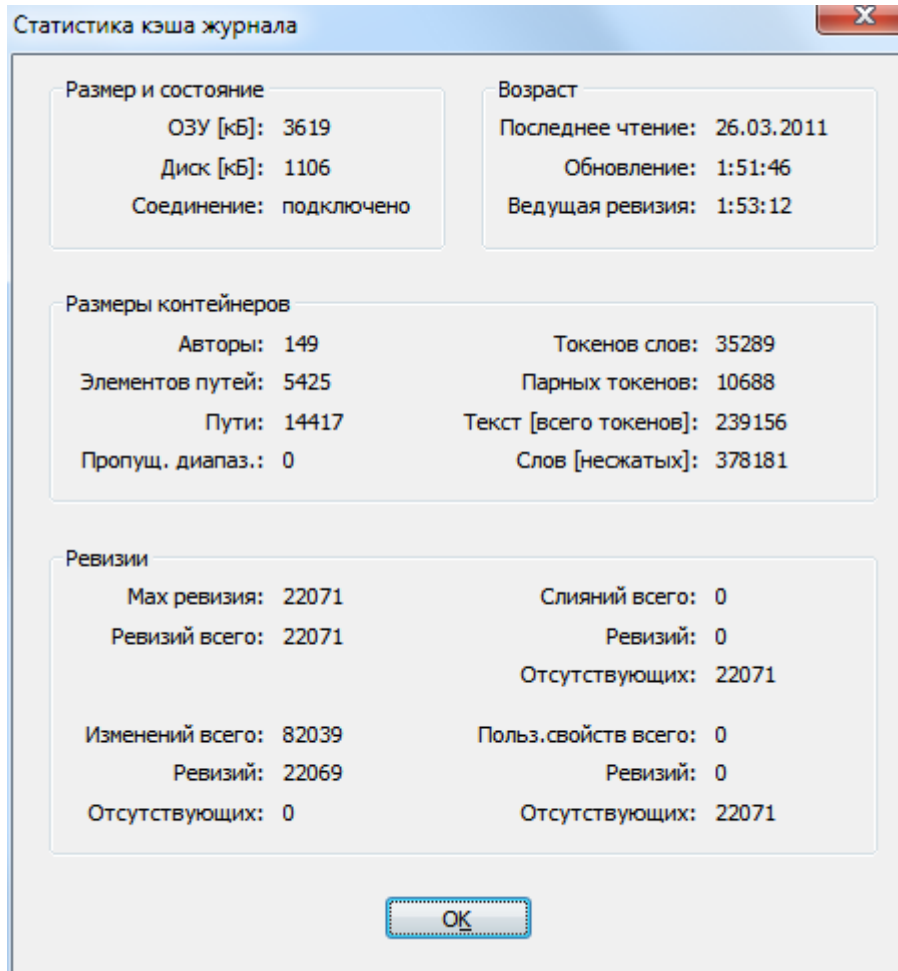 Статистика кэша журнала
Размер и состояние
ОЗУ [кБ]: 3619
Диск [кБ]: 1106
Соединение: подключено
Возраст
Последнее чтение: 26.03.2011
Обновление: 1:51:46
Ведущая ревизия: 1:53:12
Размеры контейнеров
Авторы: 149
Элементов путей: 5425
Пути: 14417
Пропущ. диапаз.: 0
Токенов слов: 35289
Парных токенов: 10688
Текст [всего токенов]: 239156
Слов [несжатых]: 378181
Ревизии
Max ревизия: 22071
Ревизий всего: 22071
Изменений всего: 82039
Ревизий: 22069
Отсутствующих: 0
Слияний всего: 0
Ревизий: 0
Отсутствующих: 22071
Польз.свойств всего: 0
Ревизий: 0
Отсутствующих: 22071
OK